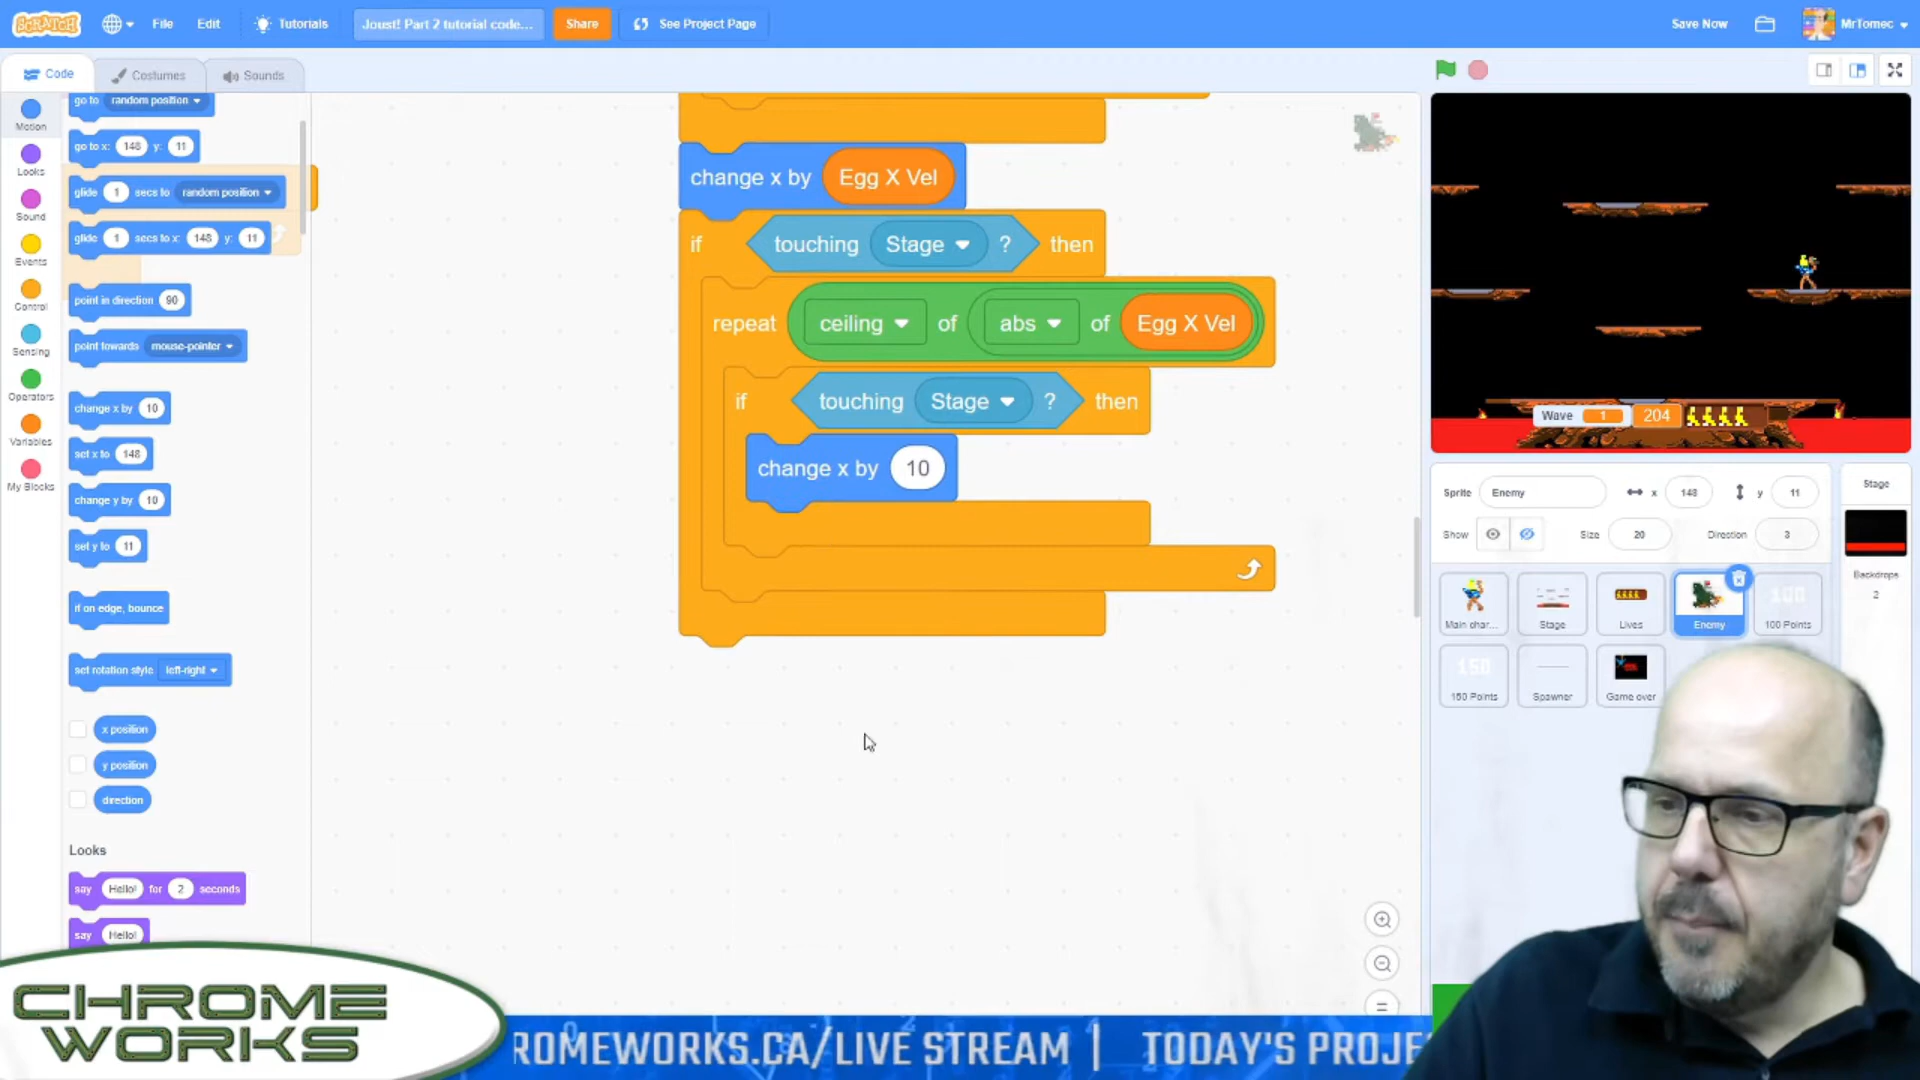 SCRATCH
File
Edit
Tutorials
Joust! Part 2 tutorial code...
Share
See Project Page
Save Now
MrTomec
Code
Costumes
Sounds
Motion
Looks
Sound
Events
Control
Sensing
Operators
Variables
My Blocks
go to random position
go to x: 148 y: 11
glide 1 secs to random position
glide 1 secs to x: 148 y: 11
point in direction 90
point towards mouse-pointer
change x by 10
set x to 148
change y by 10
set y to 11
if on edge, bounce
set rotation style left-right
x position
y position
direction
Looks
say Hello! for 2 seconds
say Hello!
change x by Egg X Vel
if touching Stage ? then
repeat ceiling of abs of Egg X Vel
if touching Stage ? then
change x by 10
Wave 1 204
Sprite Enemy x 148 y 11
Show Size 20 Direction 3
Stage
Backdrops
2
Main char...
Stage
Lives
Enemy
100
100 Points
150
150 Points
Spawner
Game over
CHROME
WORKS
ROMEWORKS.CA/LIVE STREAM | TODAY'S PROJE